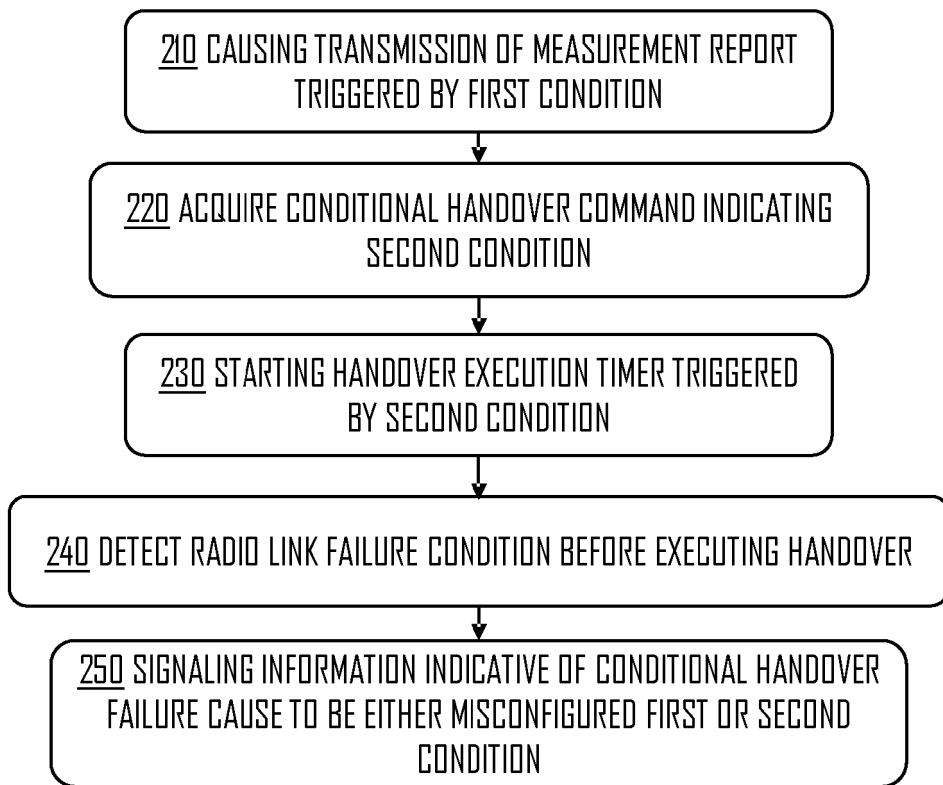 210 CAUSING TRANSMISSION OF MEASUREMENT REPORT
TRIGGERED BY FIRST CONDITION
220 ACQUIRE CONDITIONAL HANDOVER COMMAND INDICATING
SECOND CONDITION
230 STARTING HANDOVER EXECUTION TIMER TRIGGERED
BY SECOND CONDITION
240 DETECT RADIO LINK FAILURE CONDITION BEFORE EXECUTING HANDOVER
250 SIGNALING INFORMATION INDICATIVE OF CONDITIONAL HANDOVER
FAILURE CAUSE TO BE EITHER MISCONFIGURED FIRST OR SECOND
CONDITION